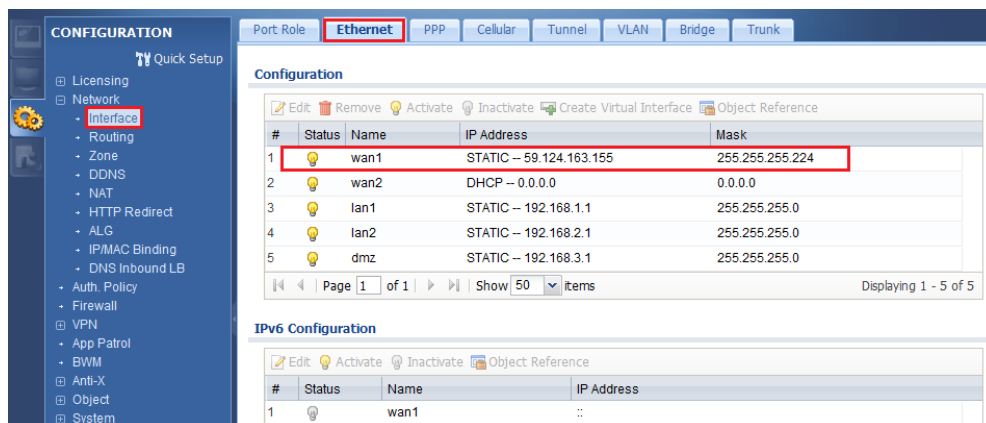 CONFIGURATION
Quick Setup
Licensing
Network
Interface
Routing
Zone
DDNS
NAT
HTTP Redirect
ALG
IP/MAC Binding
DNS Inbound LB
Auth. Policy
Firewall
VPN
App Patrol
BWM
Anti-X
Object
System
Port Role Ethernet PPP Cellular Tunnel VLAN Bridge Trunk
Configuration
Edit Remove Activate Inactivate Create Virtual Interface Object Reference
# Status Name IP Address Mask
1 wan1 STATIC -- 59.124.163.155 255.255.255.224
2 wan2 DHCP -- 0.0.0.0 0.0.0.0
3 lan1 STATIC -- 192.168.1.1 255.255.255.0
4 lan2 STATIC -- 192.168.2.1 255.255.255.0
5 dmz STATIC -- 192.168.3.1 255.255.255.0
Page 1 of 1 Show 50 items Displaying 1 - 5 of 5
IPv6 Configuration
Edit Activate Inactivate Object Reference
# Status Name IP Address
1 wan1 ::